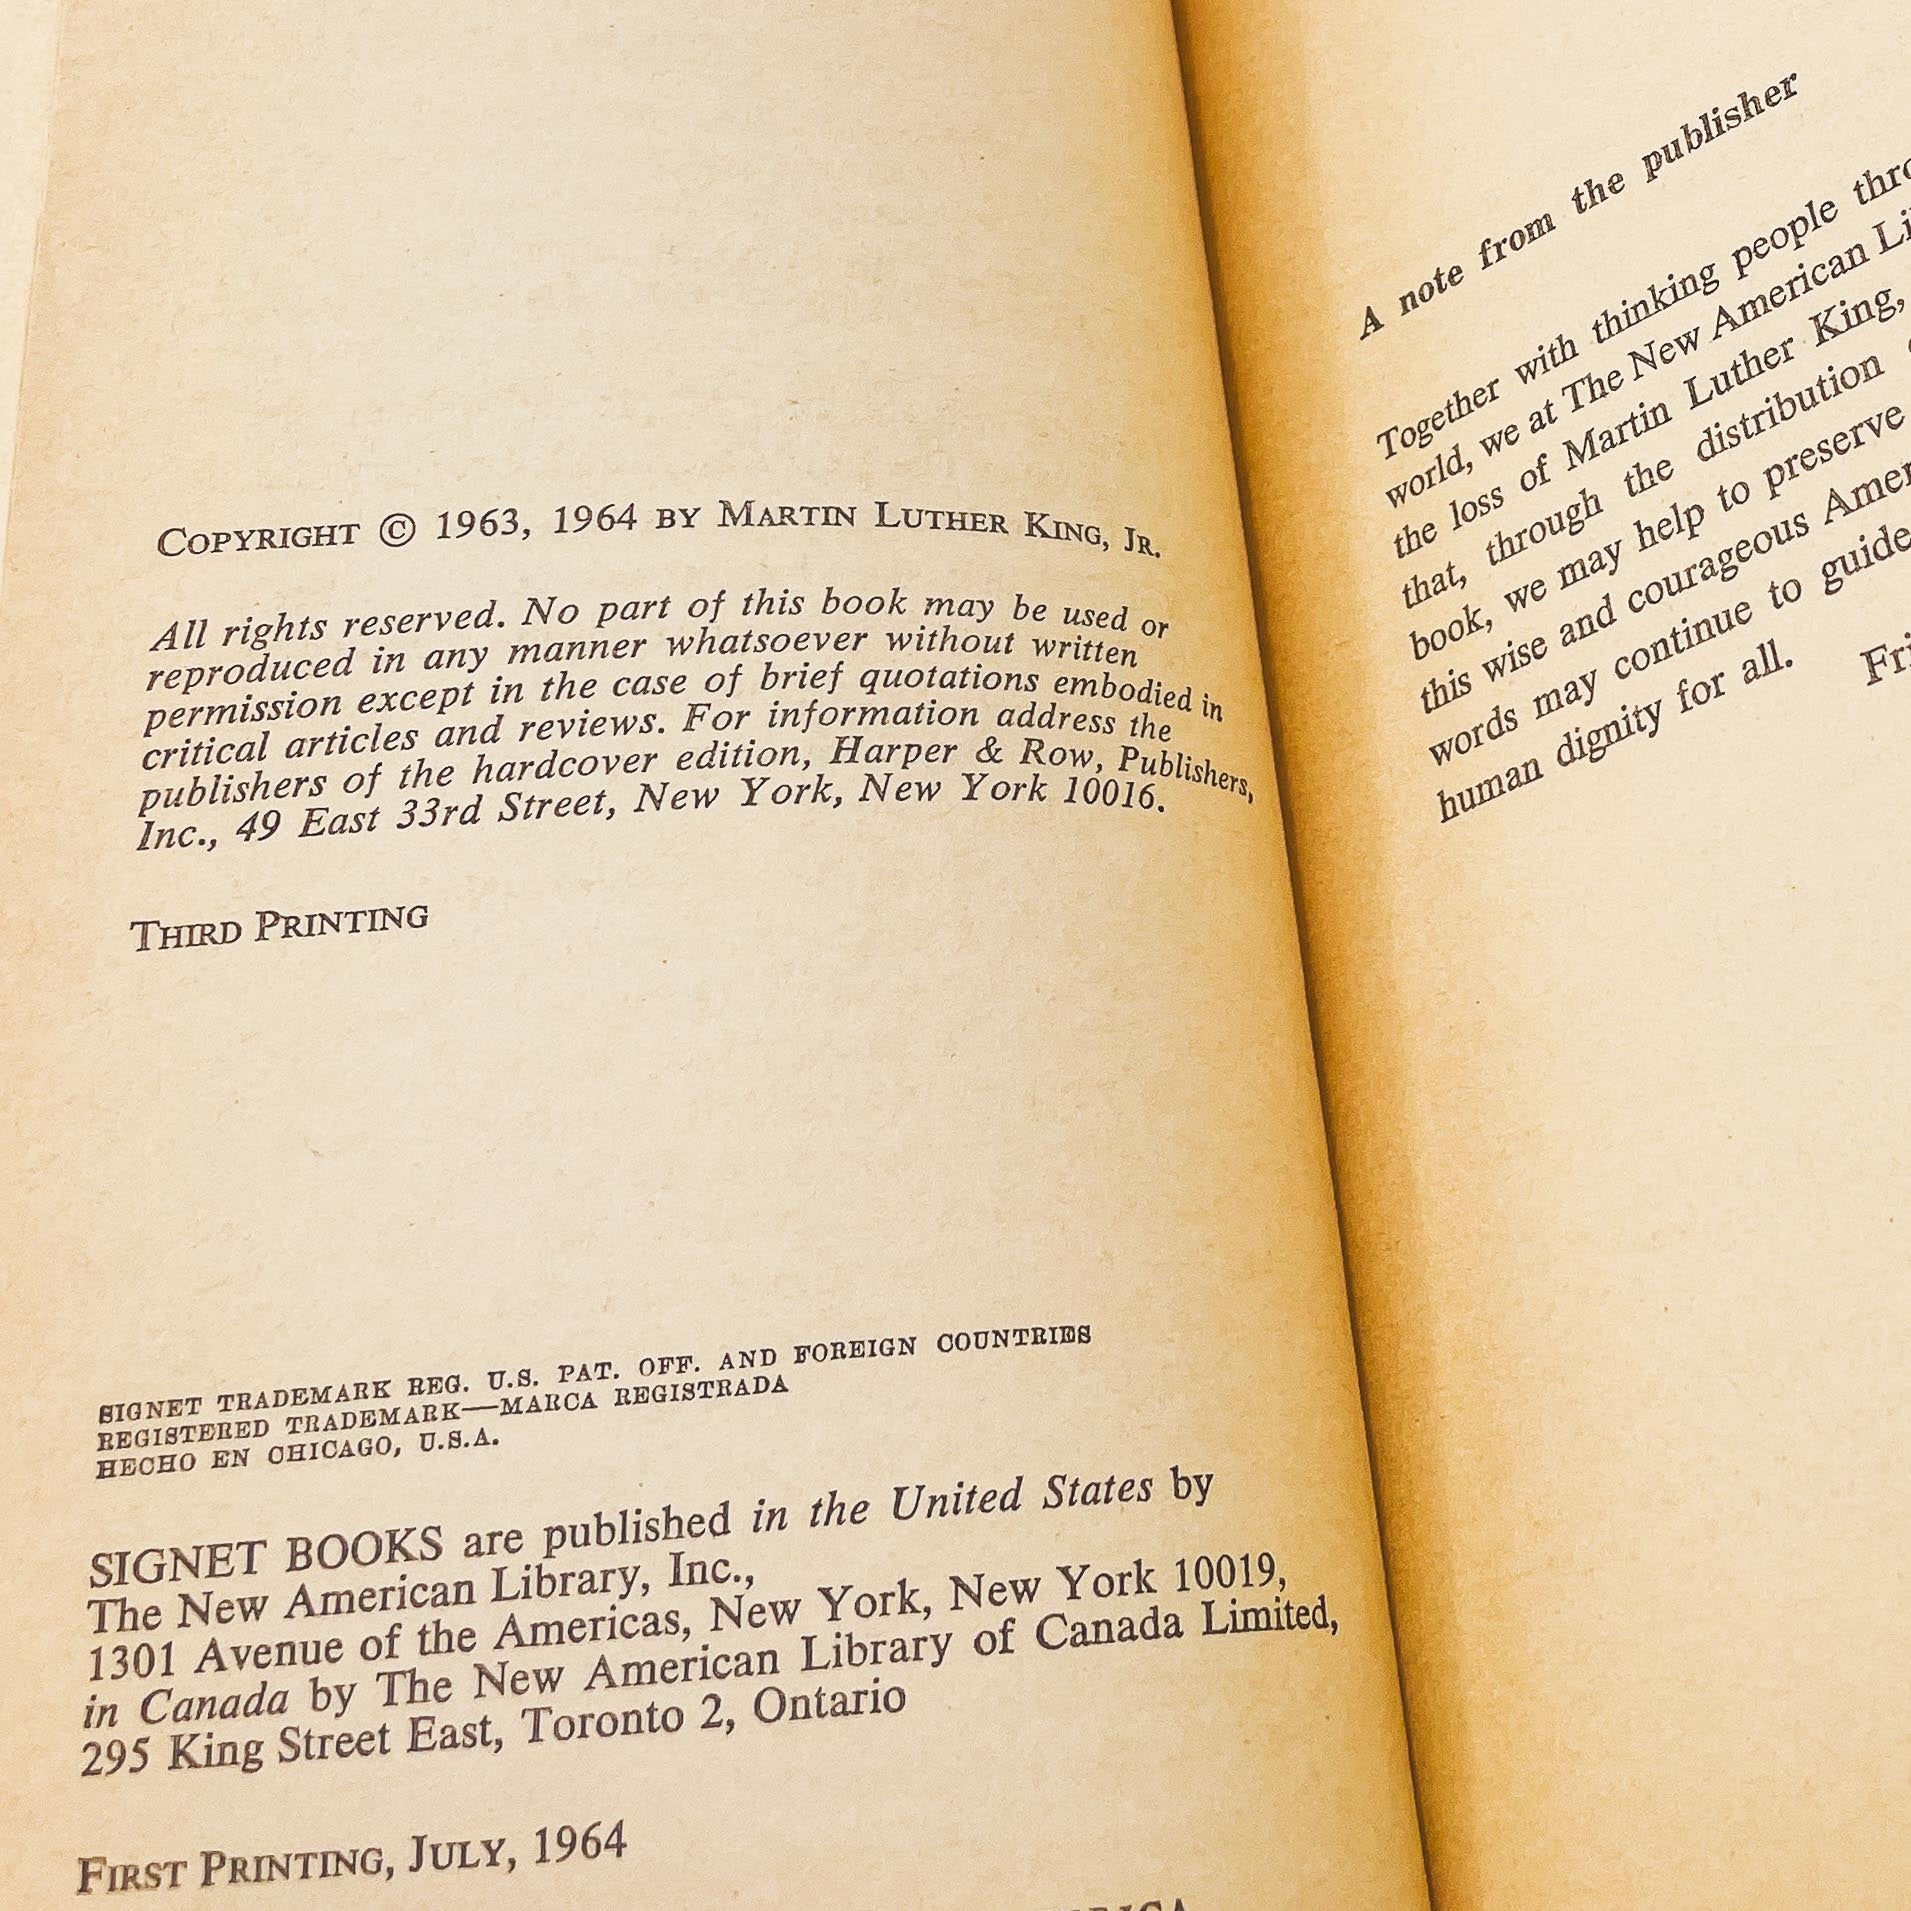 COPYRIGHT © 1963, 1964 BY MARTIN LUTHER KING, JR.
All rights reserved. No part of this book may be used or
reproduced in any manner whatsoever without written
permission except in the case of brief quotations embodied in
critical articles and reviews. For information address the
publishers of the hardcover edition, Harper & Row, Publishers,
Inc., 49 East 33rd Street, New York, New York 10016.
THIRD PRINTING
SIGNET TRADEMARK REG. U.S. PAT. OFF. AND FOREIGN COUNTRIES
REGISTERED TRADEMARK—MARCA REGISTRADA
HECHO EN CHICAGO, U.S.A.
SIGNET BOOKS are published in the United States by
The New American Library, Inc.,
1301 Avenue of the Americas, New York, New York 10019,
in Canada by The New American Library of Canada Limited,
295 King Street East, Toronto 2, Ontario
FIRST PRINTING, JULY, 1964
A note from the publisher
Together with thinking people
world, we at The New American
the loss of Martin Luther King,
that, through the distribution
book, we may help to preserve
this wise and courageous
words may continue to guide
human dignity for all.